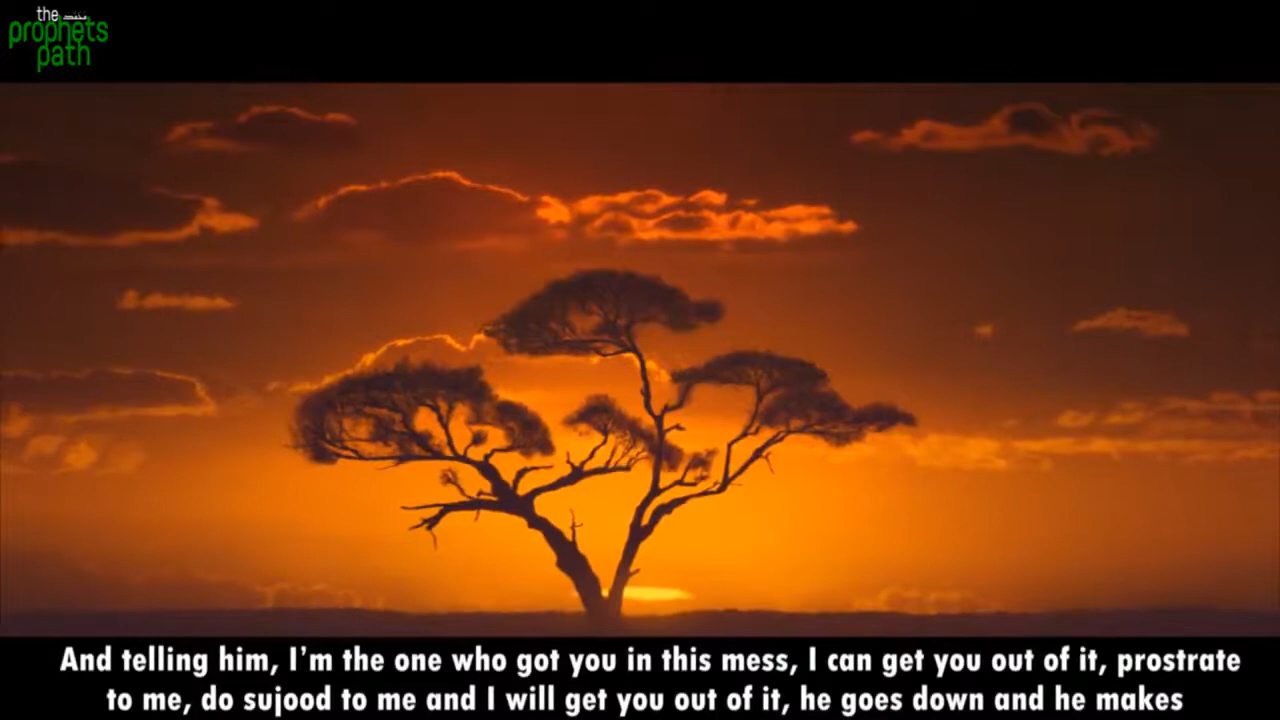 the
prophets
path
And telling him, I'm the one who got you in this mess, I can get you out of it, prostrate
to me, do sujood to me and I will get you out of it, he goes down and he makes